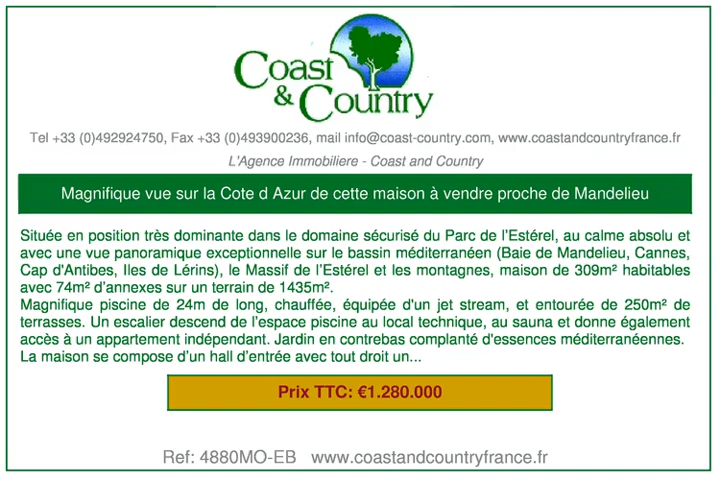 Coast
& Country
Tel +33 (0)492924750, Fax +33 (0)493900236, mail info@coast-country.com, www.coastandcountryfrance.fr
L'Agence Immobiliere - Coast and Country
Magnifique vue sur la Cote d Azur de cette maison à vendre proche de Mandelieu
Située en position très dominante dans le domaine sécurisé du Parc de l'Estérel, au calme absolu et
avec une vue panoramique exceptionnelle sur le bassin méditerranéen (Baie de Mandelieu, Cannes,
Cap d'Antibes, Iles de Lérins), le Massif de l'Estérel et les montagnes, maison de 309m² habitables
avec 74m² d'annexes sur un terrain de 1435m².
Magnifique piscine de 24m de long, chauffée, équipée d'un jet stream, et entourée de 250m² de
terrasses. Un escalier descend de l'espace piscine au local technique, au sauna et donne également
accès à un appartement indépendant. Jardin en contrebas complanté d'essences méditerranéennes.
La maison se compose d'un hall d'entrée avec tout droit un...
Prix TTC: €1.280.000
Ref: 4880MO-EB www.coastandcountryfrance.fr